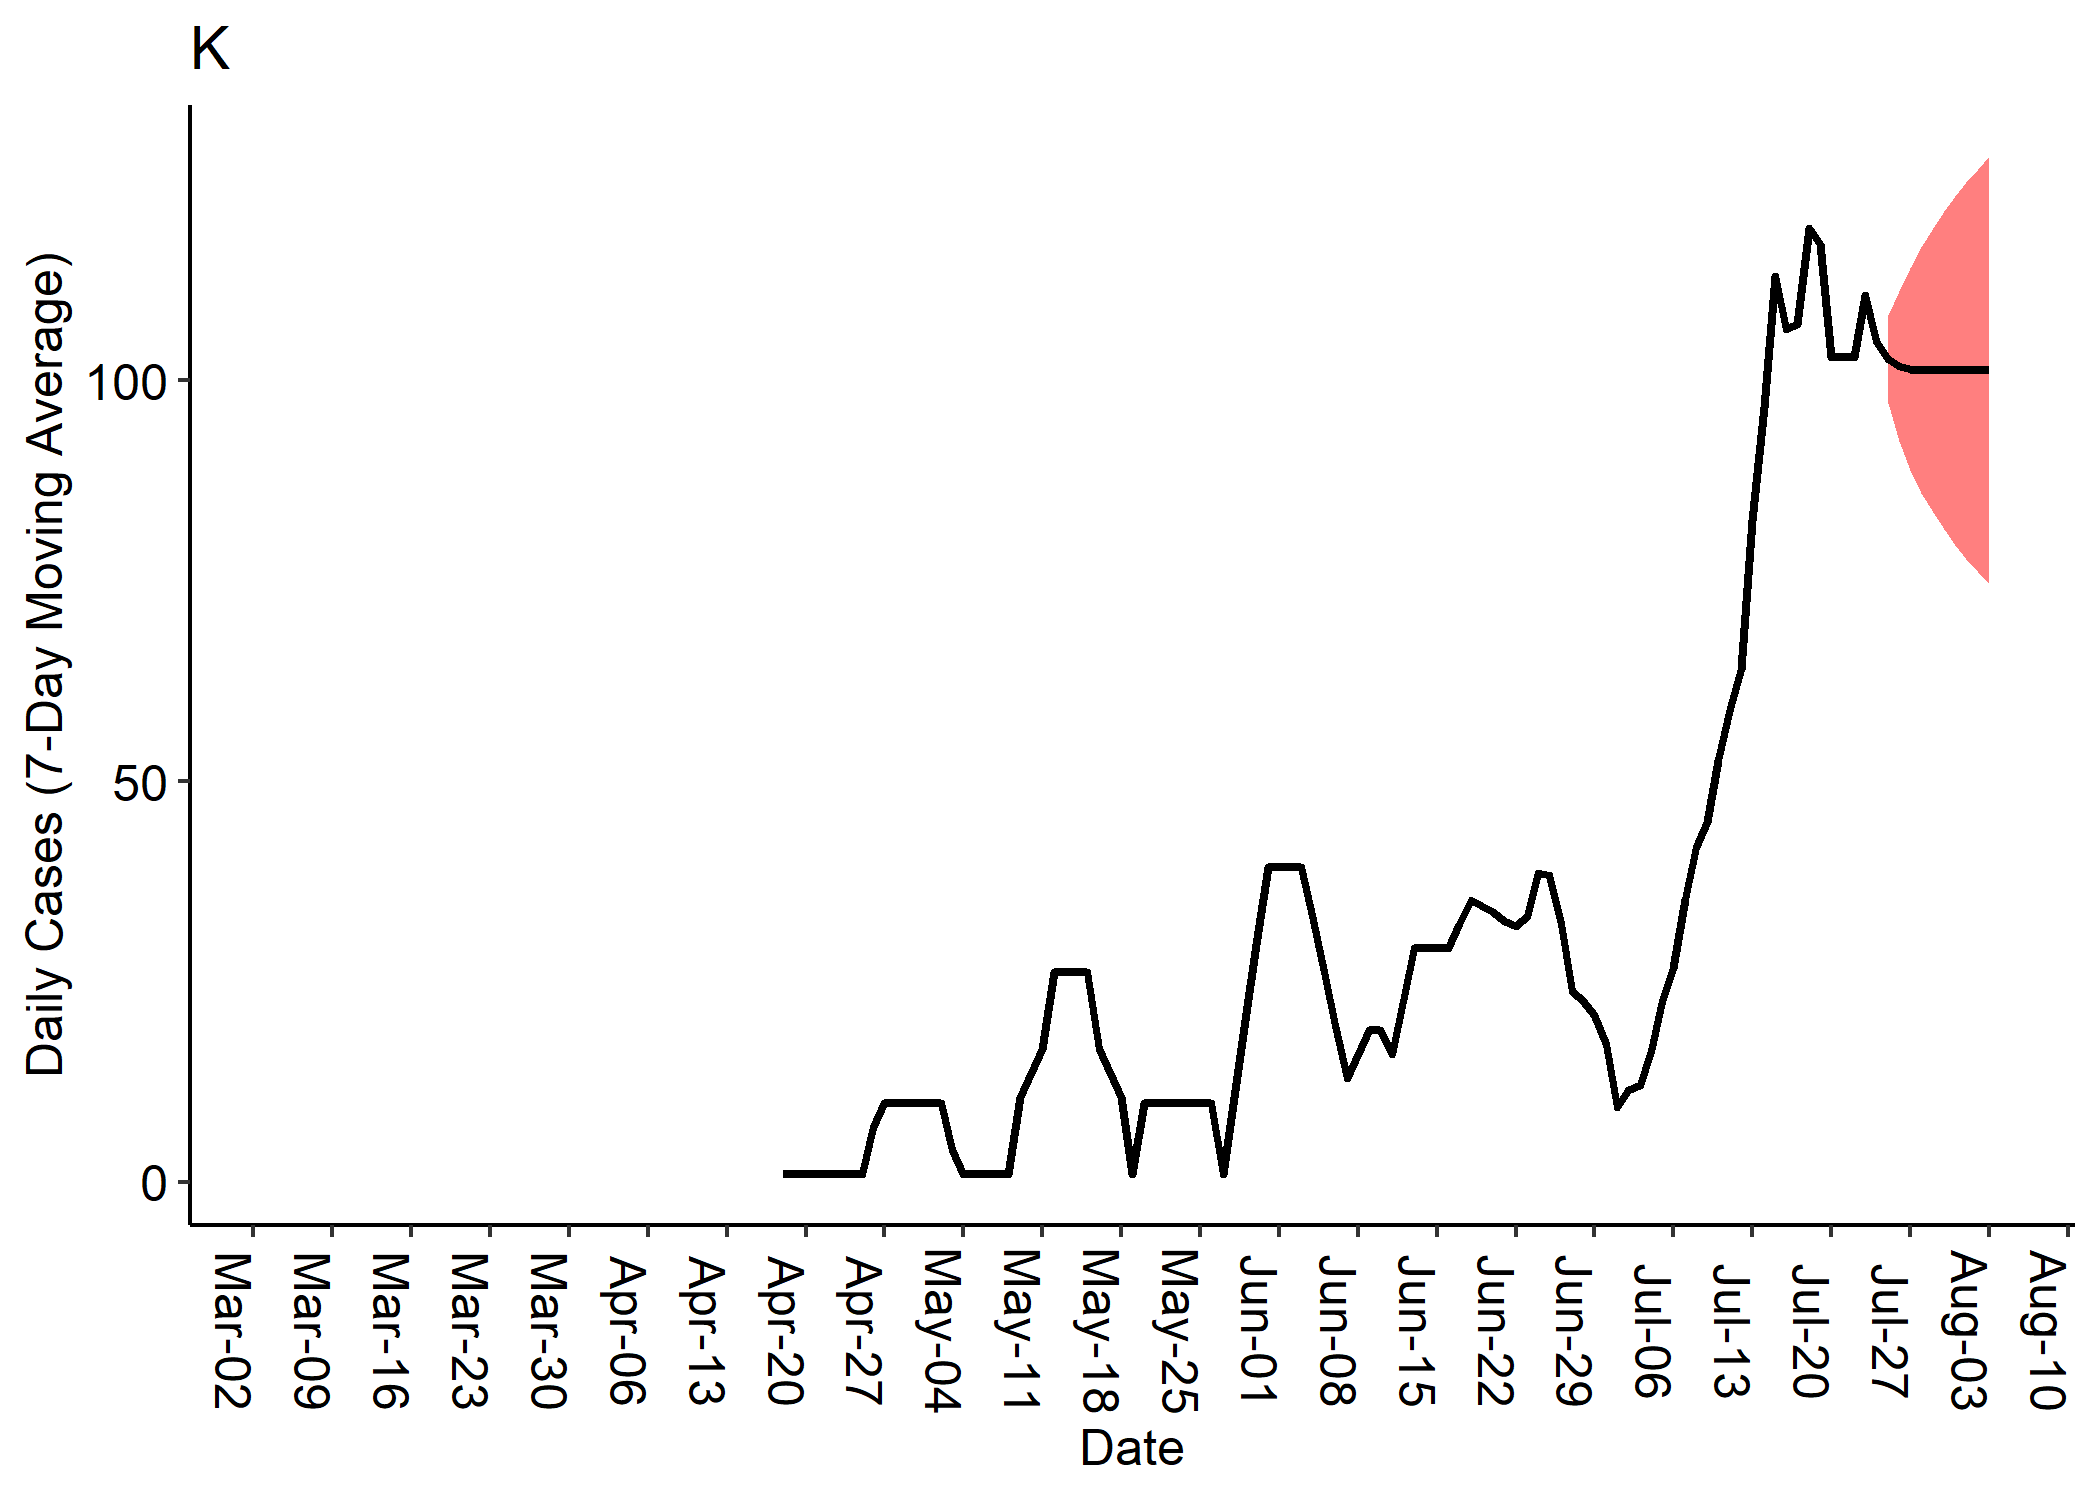 K
Daily Cases (7-Day Moving Average)
100
50
0
Mar-02
Mar-09
Mar-16
Mar-23
Mar-30
Apr-06
Apr-13
Apr-20
Apr-27
May-04
May-11
May-18
May-25
Jun-01
Jun-08
Jun-15
Jun-22
Jun-29
Jul-06
Jul-13
Jul-20
Jul-27
Aug-03
Aug-10
Date